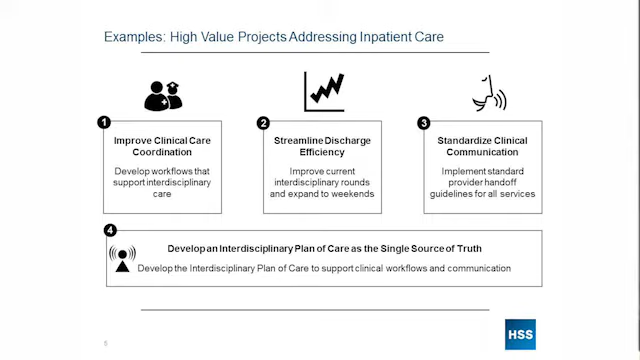 Examples: High Value Projects Addressing Inpatient Care
1
Improve Clinical Care
Coordination
Develop workflows that
support interdisciplinary
care
2
Streamline Discharge
Efficiency
Improve current
interdisciplinary rounds
and expand to weekends
3
Standardize Clinical
Communication
Implement standard
provider handoff
guidelines for all services
4
Develop an Interdisciplinary Plan of Care as the Single Source of Truth
Develop the Interdisciplinary Plan of Care to support clinical workflows and communication
HSS